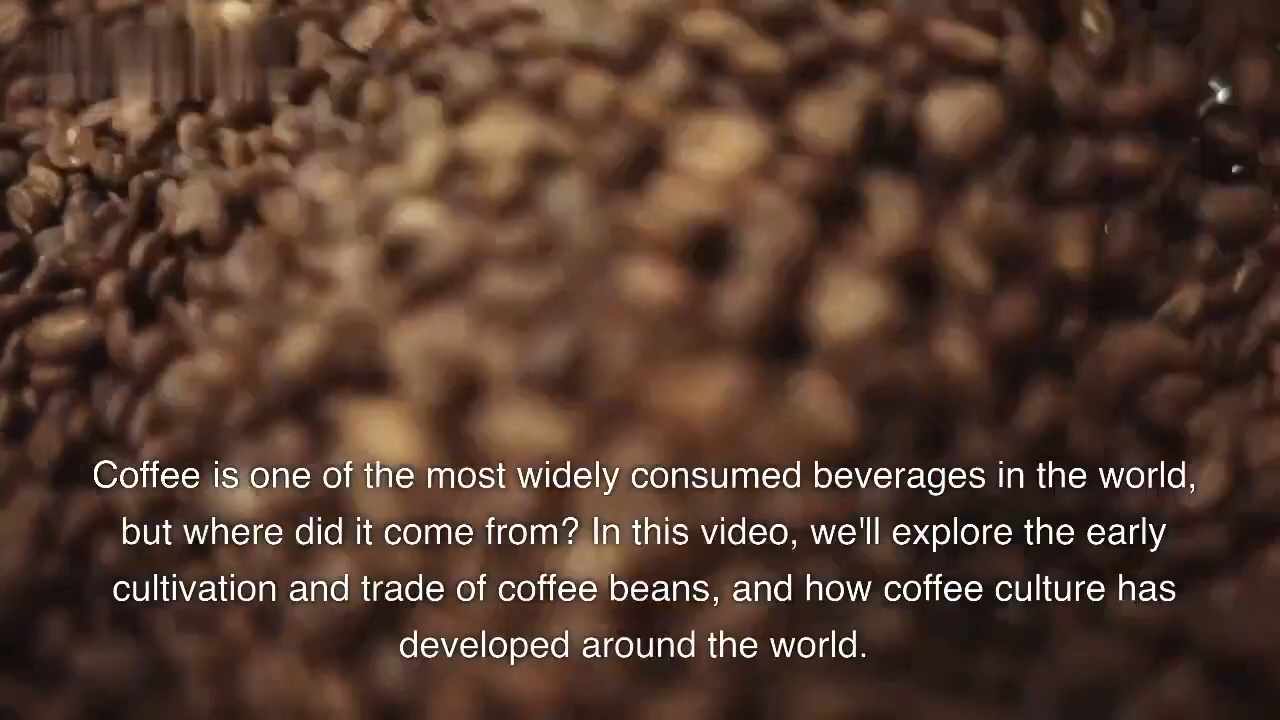 Coffee is one of the most widely consumed beverages in the world,
but where did it come from? In this video, we'll explore the early
cultivation and trade of coffee beans, and how coffee culture has
developed around the world.